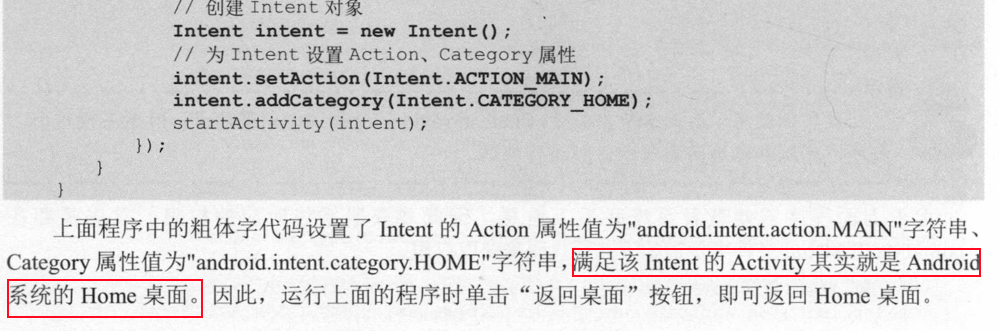 // 创建 Intent 对象
Intent intent = new Intent();
// 为 Intent 设置 Action、Category 属性
intent.setAction(Intent.ACTION_MAIN);
intent.addCategory(Intent.CATEGORY_HOME);
startActivity(intent);
});
}
}
上面程序中的粗体字代码设置了 Intent 的 Action 属性值为"android.intent.action.MAIN"字符串、
Category 属性值为"android.intent.category.HOME"字符串，满足该 Intent 的 Activity 其实就是 Android
系统的 Home 桌面。因此，运行上面的程序时单击“返回桌面”按钮，即可返回 Home 桌面。